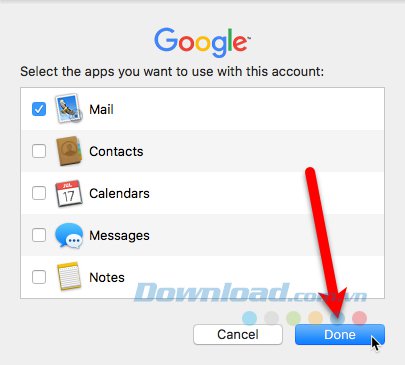 Google™
Select the apps you want to use with this account:
Mail
Contacts
JUL
17
Calendars
Messages
Notes
Download.com.vn
Cancel
Done